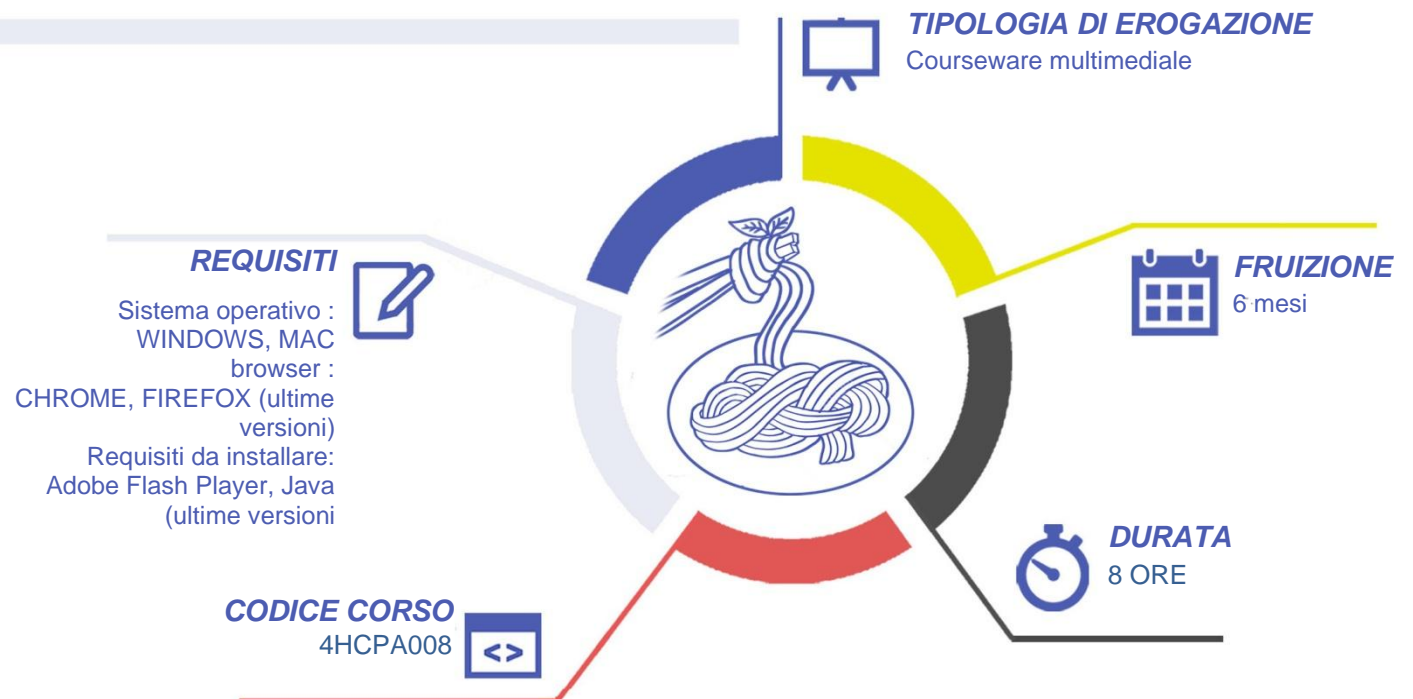 TIPOLOGIA DI EROGAZIONE
Courseware multimediale
REQUISITI
Sistema operativo :
WINDOWS, MAC
browser :
CHROME, FIREFOX (ultime
versioni)
Requisiti da installare:
Adobe Flash Player, Java
(ultime versioni
FRUIZIONE
6 mesi
DURATA
8 ORE
CODICE CORSO
4HCPA008
<>